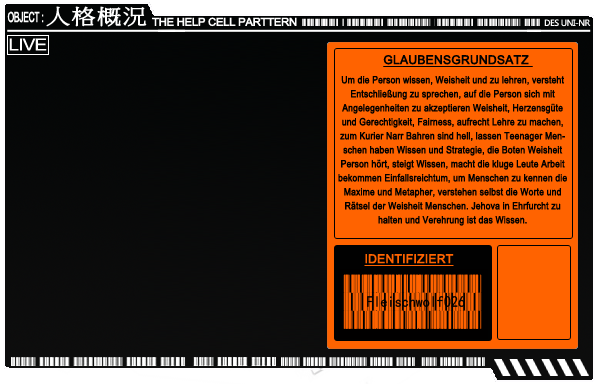 OBJECT: 人格概況 THE HELP CELL PARTTERN DES UNI-NR
LIVE
GLAUBENSGRUNDSATZ
Um die Person wissen, Weisheit und zu lehren, versteht
Entschließung zu sprechen, auf die Person sich mit
Angelegenheiten zu akzeptieren Weisheit, Herzensgüte
und Gerechtigkeit, Fairness, aufrecht Lehre zu machen,
zum Kurier Narr Bahren sind hell, lassen Teenager Men-
schen haben Wissen und Strategie, die Boten Weisheit
Person hört, steigt Wissen, macht die kluge Leute Arbeit
bekommen Einfallsreichtum, um Menschen zu kennen die
Maxime und Metapher, verstehen selbst die Worte und
Rätsel der Weisheit Menschen. Jehova in Ehrfurcht zu
halten und Verehrung ist das Wissen.
IDENTIFIZIERT
Fleischwolf026